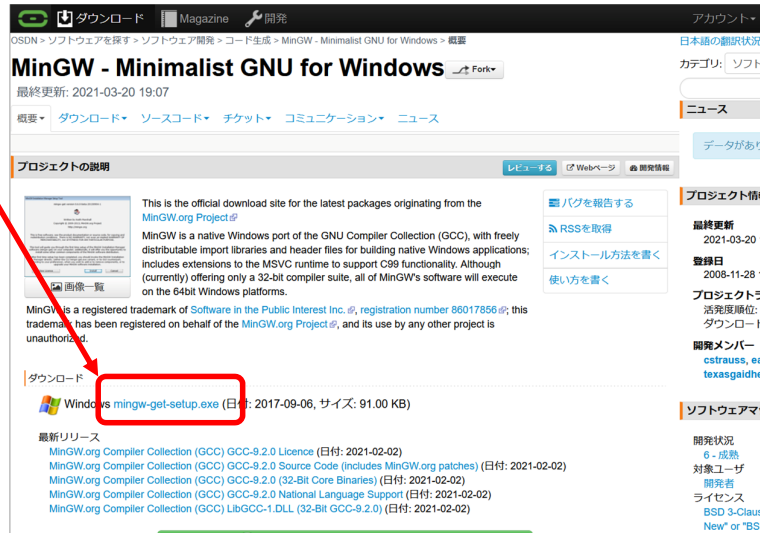 ダウンロード Magazine 開発 アカウント
OSDN > ソフトウェアを探す > ソフトウェア開発 > コード生成 > MinGW - Minimalist GNU for Windows > 概要
MinGW - Minimalist GNU for Windows Fork
最終更新: 2021-03-20 19:07
概要 ダウンロード ソースコード チケット コミュニケーション ニュース
プロジェクトの説明 レビューする Webページ 開発情報
This is the official download site for the latest packages originating from the
MinGW.org Project
MinGW is a native Windows port of the GNU Compiler Collection (GCC), with freely
distributable import libraries and header files for building native Windows applications;
includes extensions to the MSVC runtime to support C99 functionality. Although
(currently) offering only a 32-bit compiler suite, all of MinGW's software will execute
on the 64bit Windows platforms.
画像一覧
バグを報告する
RSSを取得
インストール方法を書く
使い方を書く
MinGW is a registered trademark of Software in the Public Interest Inc. , registration number 86017856 ; this
trademark has been registered on behalf of the MinGW.org Project , and its use by any other project is
unauthorized.
ダウンロード
Windows mingw-get-setup.exe (日付: 2017-09-06, サイズ: 91.00 KB)
最新リリース
MinGW.org Compiler Collection (GCC) GCC-9.2.0 Licence (日付: 2021-02-02)
MinGW.org Compiler Collection (GCC) GCC-9.2.0 Source Code (includes MinGW.org patches) (日付: 2021-02-02)
MinGW.org Compiler Collection (GCC) GCC-9.2.0 (32-Bit Core Binaries) (日付: 2021-02-02)
MinGW.org Compiler Collection (GCC) GCC-9.2.0 National Language Support (日付: 2021-02-02)
MinGW.org Compiler Collection (GCC) LibGCC-1.DLL (32-Bit GCC-9.2.0) (日付: 2021-02-02)
日本語の翻訳状況
カテゴリ: ソフト
ニュース
データがあり
プロジェクト情
最終更新
2021-03-20
登録日
2008-11-28
プロジェクトラ
活発度順位:
ダウンロード
開発メンバー
cstrauss, ea
texasgaidhe
ソフトウェアマ
開発状況
6 - 成熟
対象ユーザ
開発者
ライセンス
BSD 3-Claus
New" or "BS